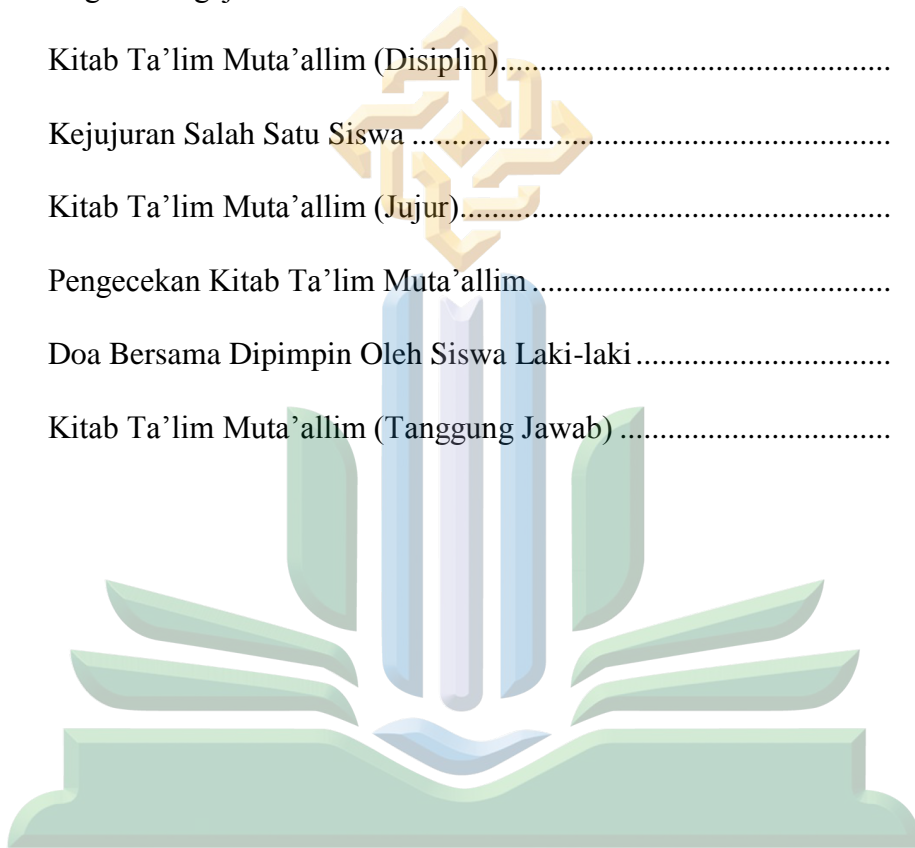 Kitab Ta’lim Muta’allim (Disiplin).................................................
Kejujuran Salah Satu Siswa ............................................................
Kitab Ta’lim Muta’allim (Jujur)......................................................
Pengecekan Kitab Ta’lim Muta’allim .............................................
Doa Bersama Dipimpin Oleh Siswa Laki-laki .............................
Kitab Ta’lim Muta’allim (Tanggung Jawab) ..................................